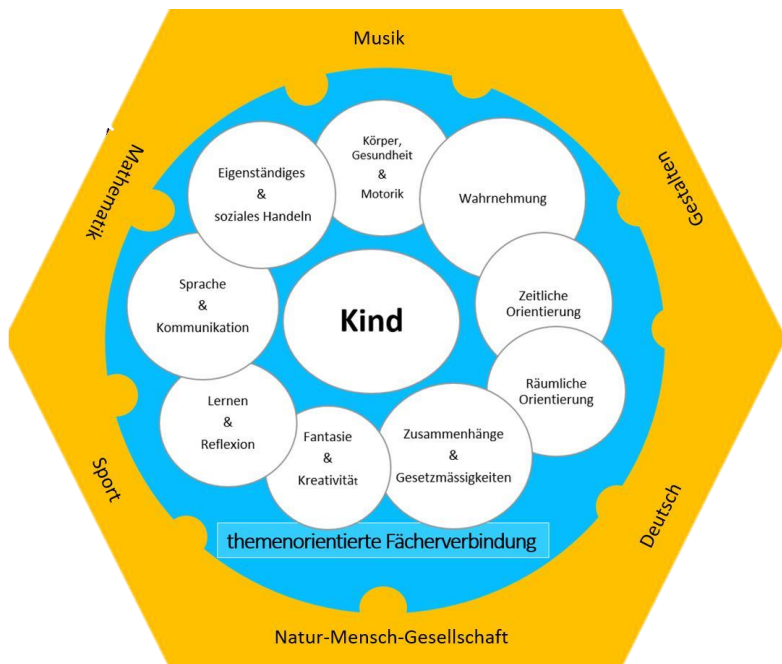 Musik
Gestalten
Deutsch
Natur-Mensch-Gesellschaft
Sport
Mathematik
Körper,
Gesundheit
&
Motorik
Wahrnehmung
Zeitliche
Orientierung
Räumliche
Orientierung
Zusammenhänge
&
Gesetzmässigkeiten
Fantasie
&
Kreativität
Lernen
&
Reflexion
Sprache
&
Kommunikation
Eigenständiges
&
soziales Handeln
Kind
themenorientierte Fächerverbindung